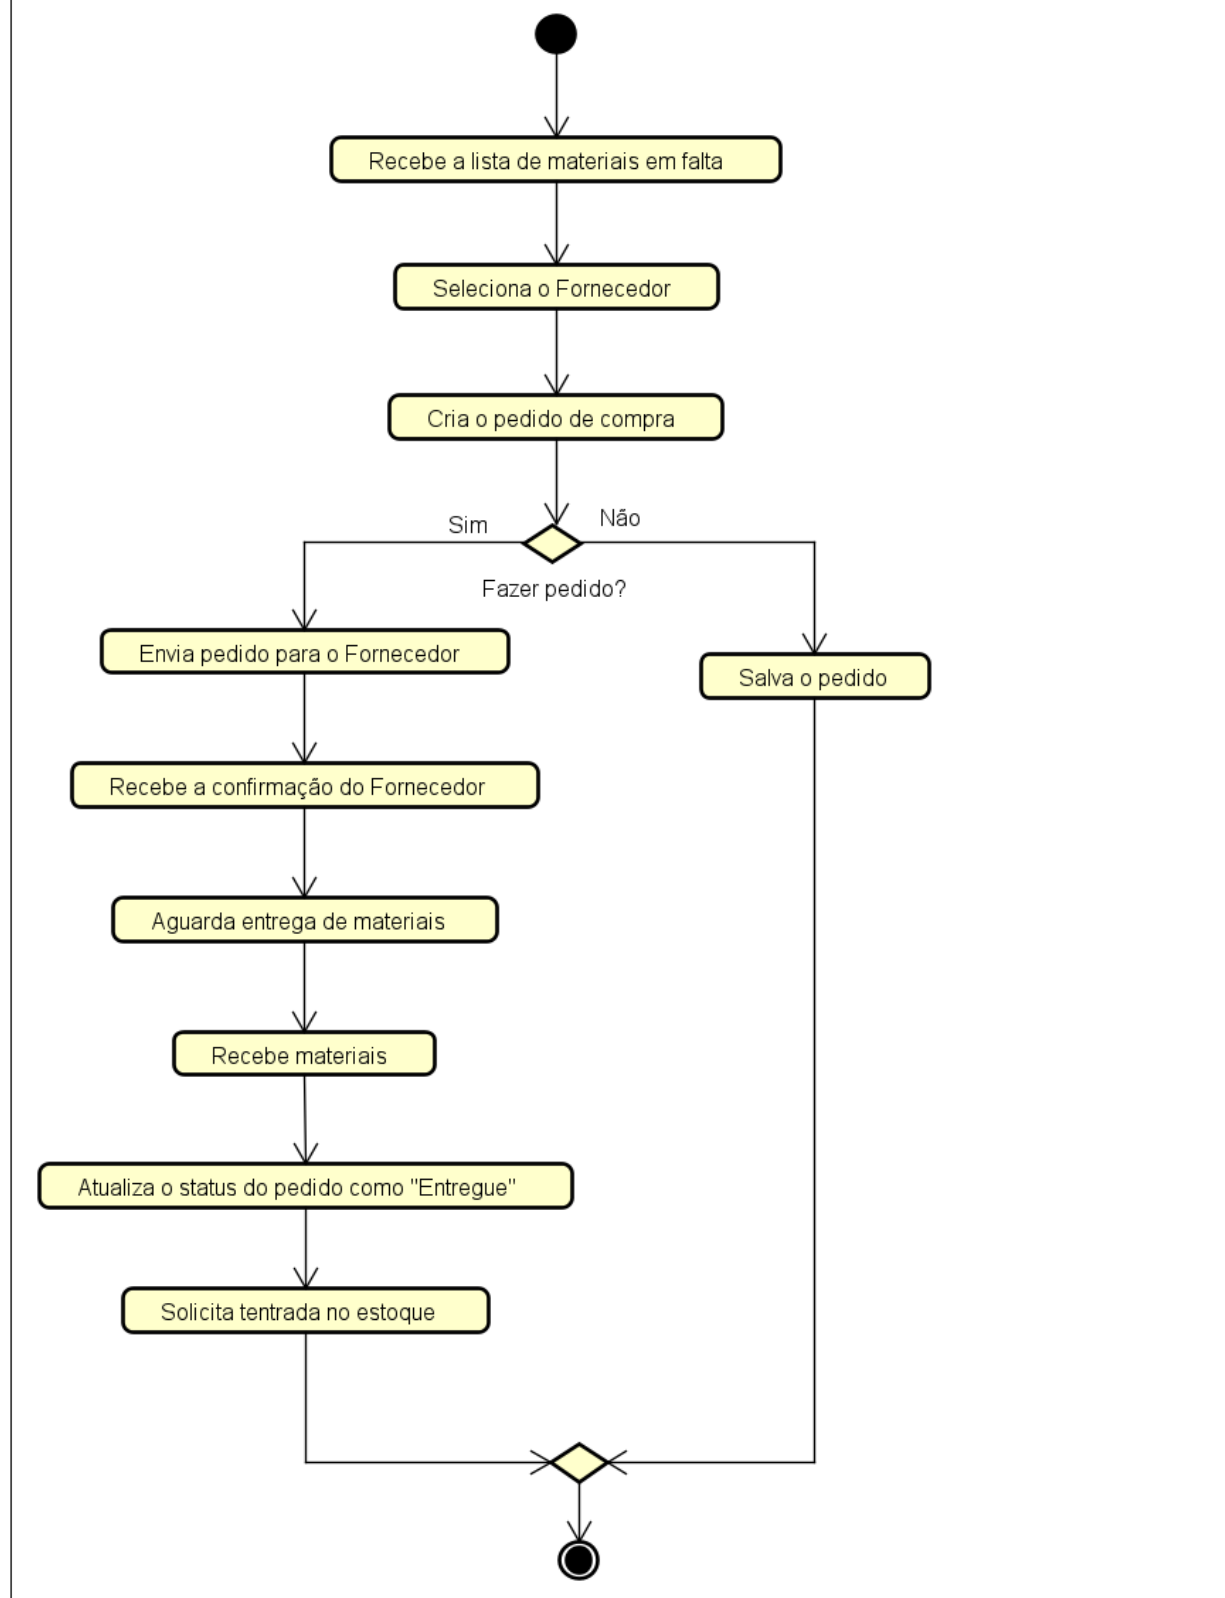 Recebe a lista de materiais em falta
Seleciona o Fornecedor
Cria o pedido de compra
Sim
Não
Fazer pedido?
Envia pedido para o Fornecedor
Salva o pedido
Recebe a confirmação do Fornecedor
Aguarda entrega de materiais
Recebe materiais
Atualiza o status do pedido como "Entregue"
Solicita tentrada no estoque